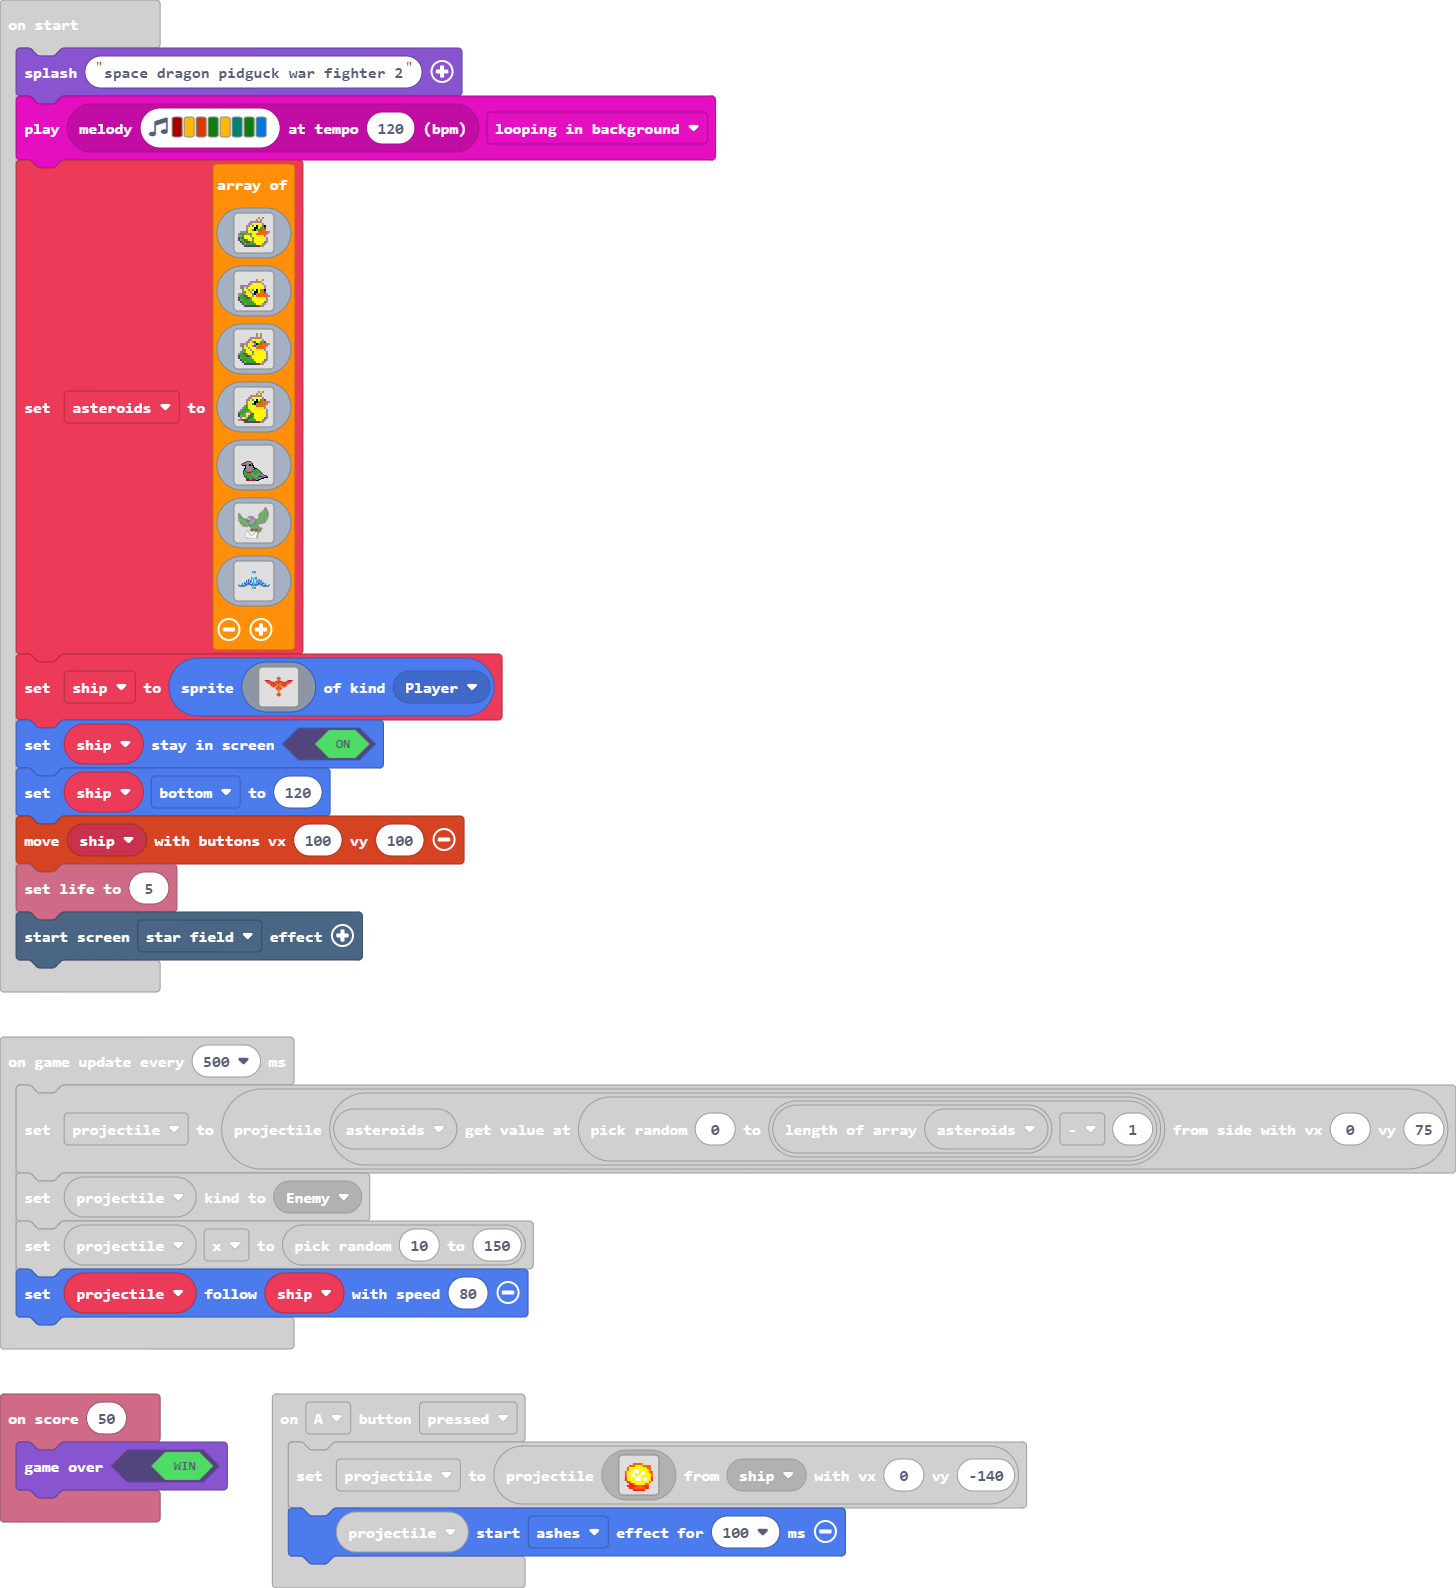 on start
splash "space dragon pidguck war fighter 2"
play melody at tempo 120 (bpm) looping in background
array of
set asteroids to
set ship to sprite of kind Player
set ship stay in screen ON
set ship bottom to 120
move ship with buttons vx 100 vy 100
set life to 5
start screen star field effect
on game update every 500 ms
set projectile to projectile asteroids get value at pick random 0 to length of array asteroids - 1 from side with vx 0 vy 75
set projectile kind to Enemy
set projectile x to pick random 10 to 150
set projectile follow ship with speed 80
on score 50
game over WIN
on A button pressed
set projectile to projectile from ship with vx 0 vy -140
projectile start ashes effect for 100 ms